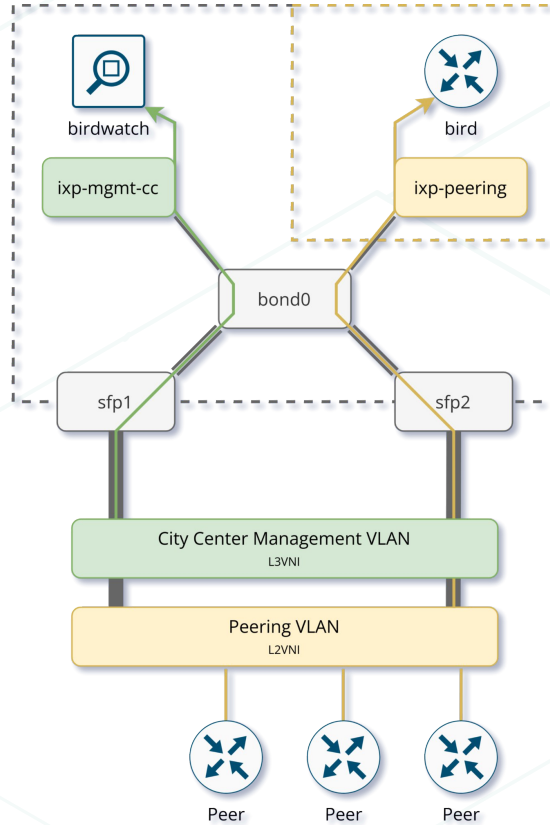 birdwatch
bird
ixp-mgmt-cc
ixp-peering
bond0
sfp1
sfp2
City Center Management VLAN
L3VNI
Peering VLAN
L2VNI
Peer
Peer
Peer